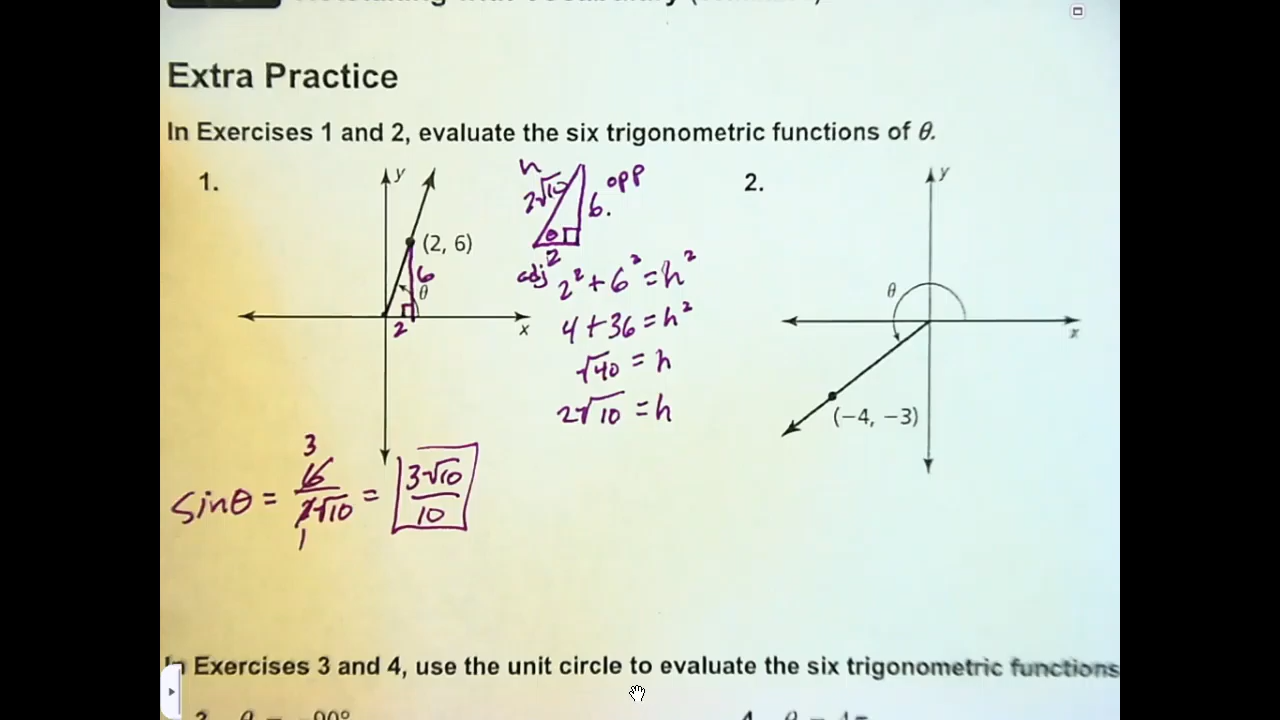 Extra Practice
In Exercises 1 and 2, evaluate the six trigonometric functions of θ.
1.
y
(2, 6)
6
θ
2
x
h
2√10
opp
6.
θ
2
adj
2² + 6² = h²
4 + 36 = h²
√40 = h
2√10 = h
sinθ = 6/2√10 = 3√10/10
3
1
2.
y
θ
x
(−4, −3)
In Exercises 3 and 4, use the unit circle to evaluate the six trigonometric functions